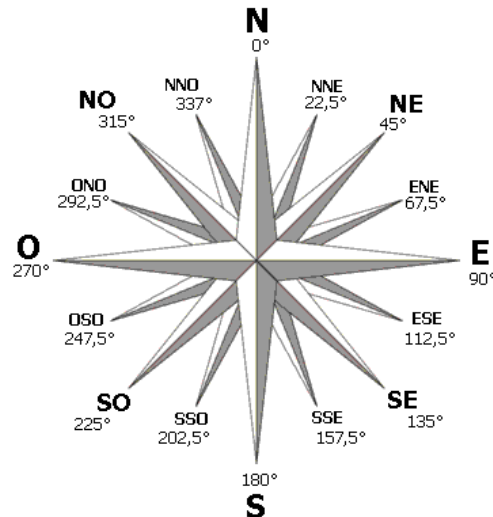 N
0°
NNO
337°
NNE
22,5°
NO
315°
NE
45°
ONO
292,5°
ENE
67,5°
O
270°
E
90°
OSO
247,5°
ESE
112,5°
SO
225°
SSO
202,5°
SSE
157,5°
SE
135°
180°
S